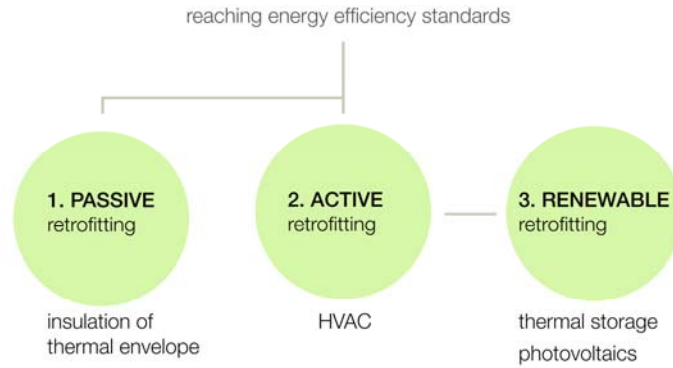 reaching energy efficiency standards
1. PASSIVE
retrofitting
2. ACTIVE
retrofitting
3. RENEWABLE
retrofitting
insulation of
thermal envelope
HVAC
thermal storage
photovoltaics